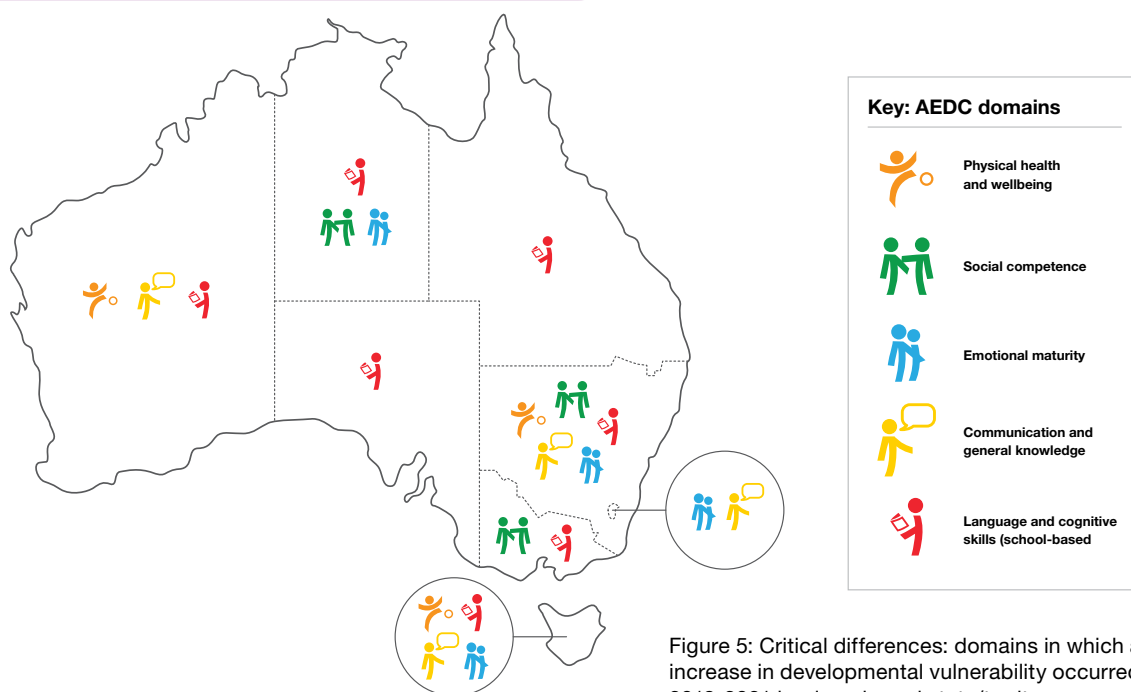 Key: AEDC domains
Physical health
and wellbeing
Social competence
Emotional maturity
Communication and
general knowledge
Language and cognitive
skills (school-based
Figure 5: Critical differences: domains in which
increase in developmental vulnerability occurred